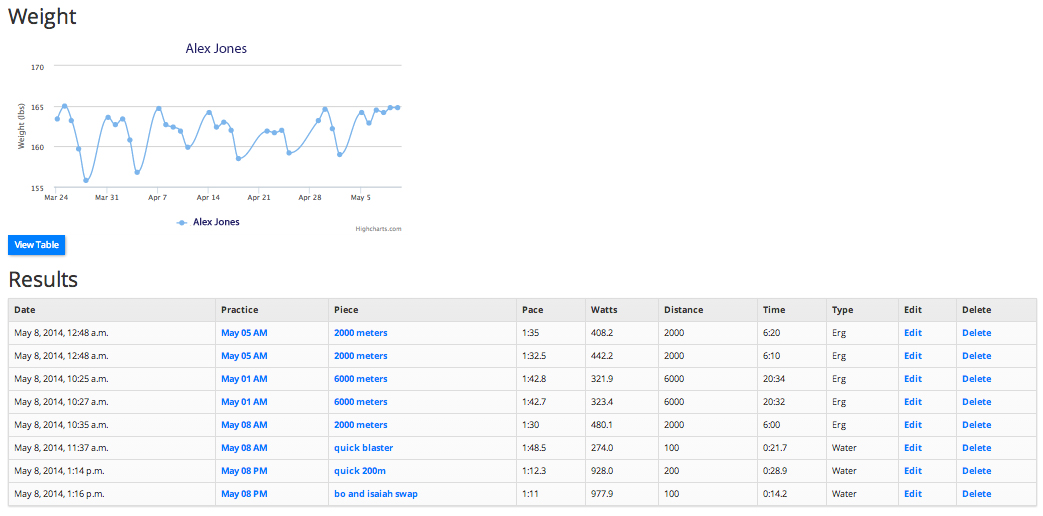 Weight
Alex Jones
170
165
160
155
Weight (lbs)
Mar 24 Mar 31 Apr 7 Apr 14 Apr 21 Apr 28 May 5
Alex Jones
Highcharts.com
View Table
Results
Date Practice Piece Pace Watts Distance Time Type Edit Delete
May 8, 2014, 12:48 a.m. May 05 AM 2000 meters 1:35 408.2 2000 6:20 Erg Edit Delete
May 8, 2014, 12:48 a.m. May 05 AM 2000 meters 1:32.5 442.2 2000 6:10 Erg Edit Delete
May 8, 2014, 10:25 a.m. May 01 AM 6000 meters 1:42.8 321.9 6000 20:34 Erg Edit Delete
May 8, 2014, 10:27 a.m. May 01 AM 6000 meters 1:42.7 323.4 6000 20:32 Erg Edit Delete
May 8, 2014, 10:35 a.m. May 08 AM 2000 meters 1:30 480.1 2000 6:00 Erg Edit Delete
May 8, 2014, 11:37 a.m. May 08 AM quick blaster 1:48.5 274.0 100 0:21.7 Water Edit Delete
May 8, 2014, 1:14 p.m. May 08 PM quick 200m 1:12.3 928.0 200 0:28.9 Water Edit Delete
May 8, 2014, 1:16 p.m. May 08 PM bo and isaiah swap 1:11 977.9 100 0:14.2 Water Edit Delete